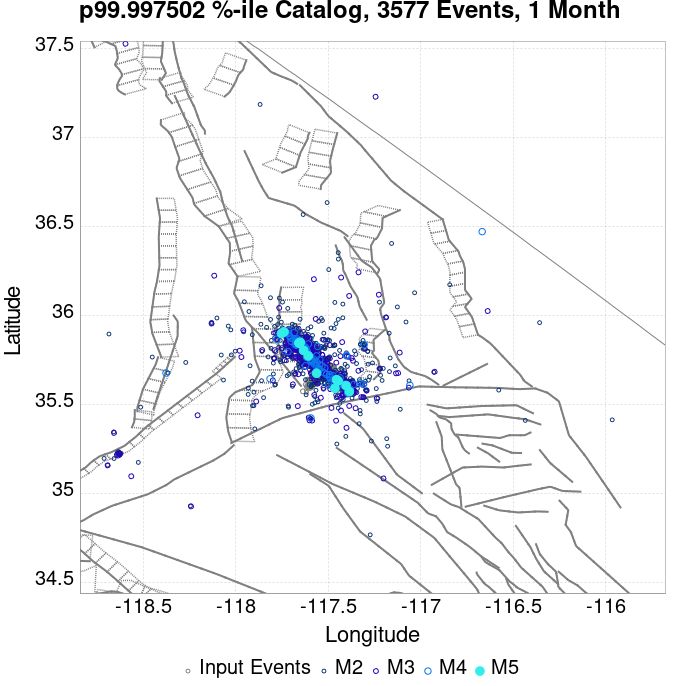 p99.997502 %-ile Catalog, 3577 Events, 1 Month
37.5
37
36.5
36
35.5
35
34.5
Latitude
-118.5 -118 -117.5 -117 -116.5 -116
Longitude
Input Events M2 M3 M4 M5